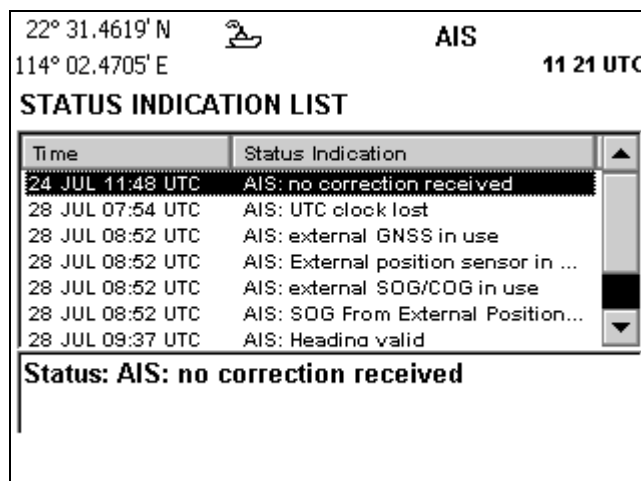 22° 31.4619' N AIS
114° 02.4705' E 11 21 UTC
STATUS INDICATION LIST
Time Status Indication
24 JUL 11:48 UTC AIS: no correction received
28 JUL 07:54 UTC AIS: UTC clock lost
28 JUL 08:52 UTC AIS: external GNSS in use
28 JUL 08:52 UTC AIS: External position sensor in ...
28 JUL 08:52 UTC AIS: external SOG/COG in use
28 JUL 08:52 UTC AIS: SOG From External Position...
28 JUL 09:37 UTC AIS: Heading valid
Status: AIS: no correction received